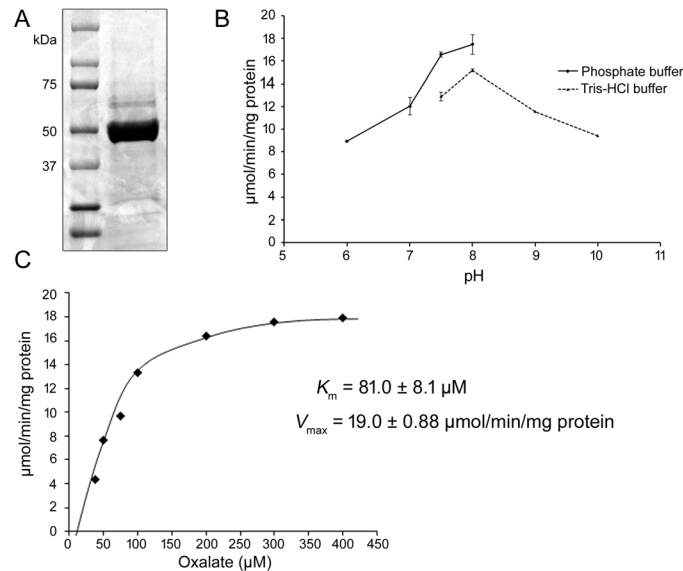 A
kDa
75
50
37
B
µmol/min/mg protein
20
18
16
14
12
10
8
6
4
2
0
5 6 7 8 9 10 11
pH
Phosphate buffer
Tris-HCl buffer
C
µmol/min/mg protein
20
18
16
14
12
10
8
6
4
2
0
0 50 100 150 200 250 300 350 400 450
Oxalate (µM)
Km = 81.0 ± 8.1 µM
Vmax = 19.0 ± 0.88 µmol/min/mg protein